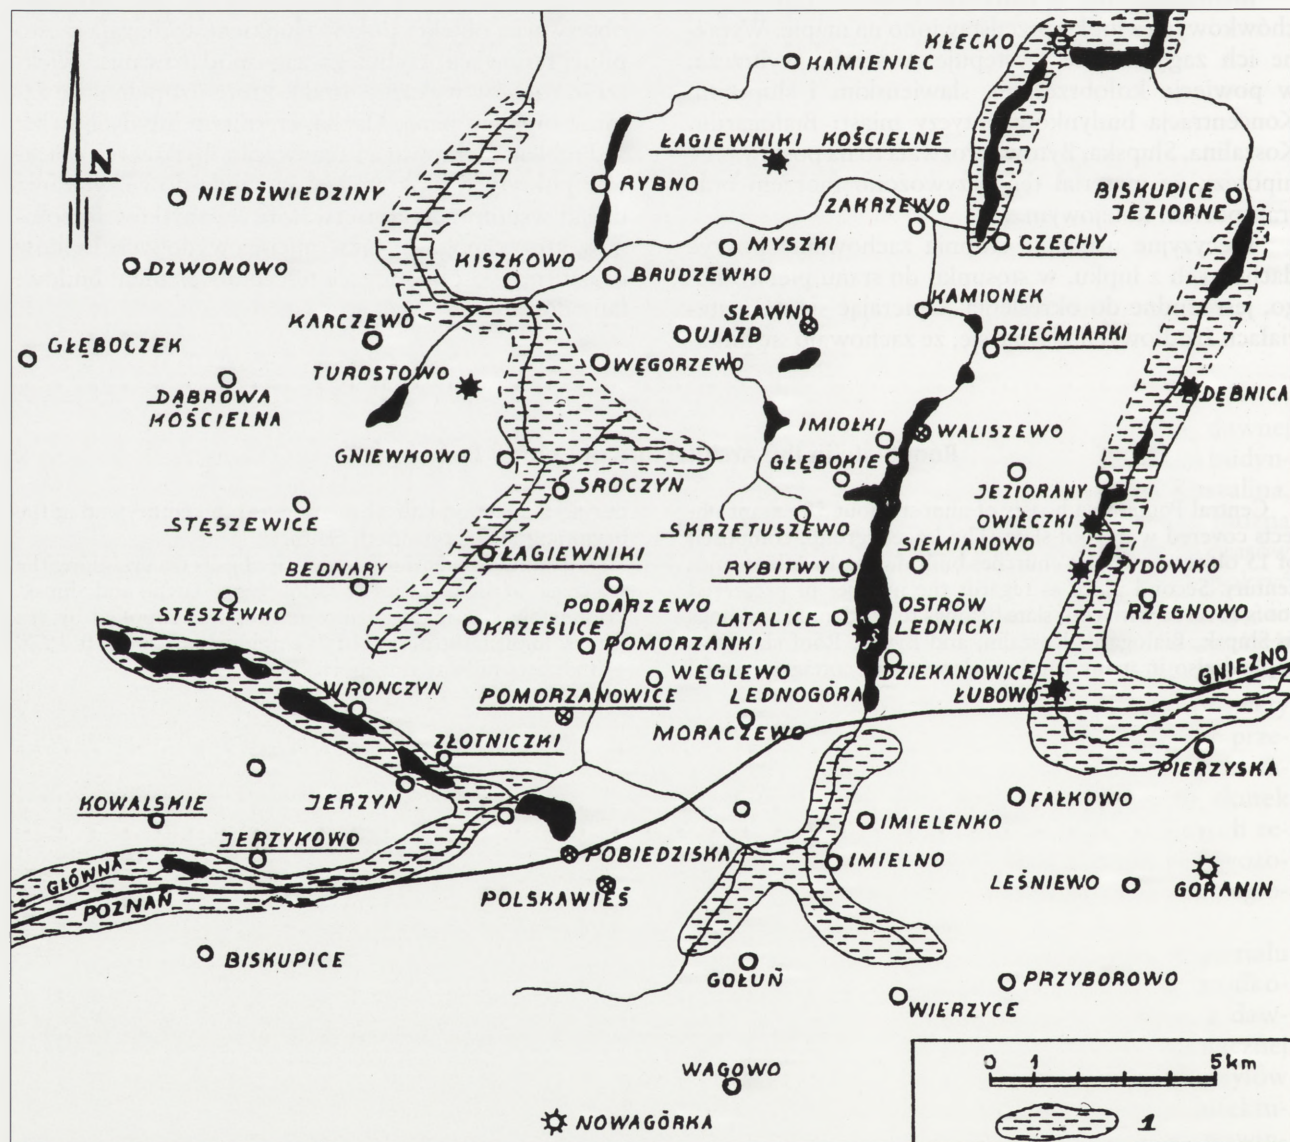 KŁECKO
KAMIENIEC
ŁAGIEWNIKI KOŚCIELNE
N
NIEDŹWIEDZINY
RYBNO
ZAKRZEWO
BISKUPICE
JEZIORNE
CZECHY
MYSZKI
DZWONOWO
KISZKOWO
BRUDZEWKO
KAMIONEK
SŁAWNO
UJAZD
KARCZEWO
DZIEĆMIARKI
GŁĘBOCZEK
TUROSTOWO
WĘGORZEWO
DĘBNICA
DĄBROWA
KOŚCIELNA
IMIOŁKI
WALISZEWO
GNIEWKOWO
GŁĘBOKIE
SROCZYN
JEZIORANY
STĘSZEWICE
SKRZETUSZEWO
OWIECZKI
SIEMIANOWO
ŁAGIEWNIKI
BEDNARY
RYBITWY
ŻYDÓWKO
STĘSZEWKO
PODARZEWO
OSTRÓW
LEDNICKI
RZEGNOWO
LATALICE
KRZEŚLICE
POMORZANKI
WĘGLEWO
DZIEKANOWICE
GNIEZNO
WRONCZYN
POMORZANOWICE
LEDNOGÓRA
ŁUBOWO
MORACZEWO
ZŁOTNICZKI
PIERZYSKA
JERZYN
FAŁKOWO
KOWALSKIE
IMIELENKO
JERZYKOWO
POBIEDZISKA
IMIELNO
GŁÓWNA
POZNAŃ
POLSKAWIEŚ
LEŚNIEWO
GORANIN
BISKUPICE
GOŁUŃ
PRZYBOROWO
WIERZYCE
WAGOWO
NOWAGÓRKA
0 1 5km
1